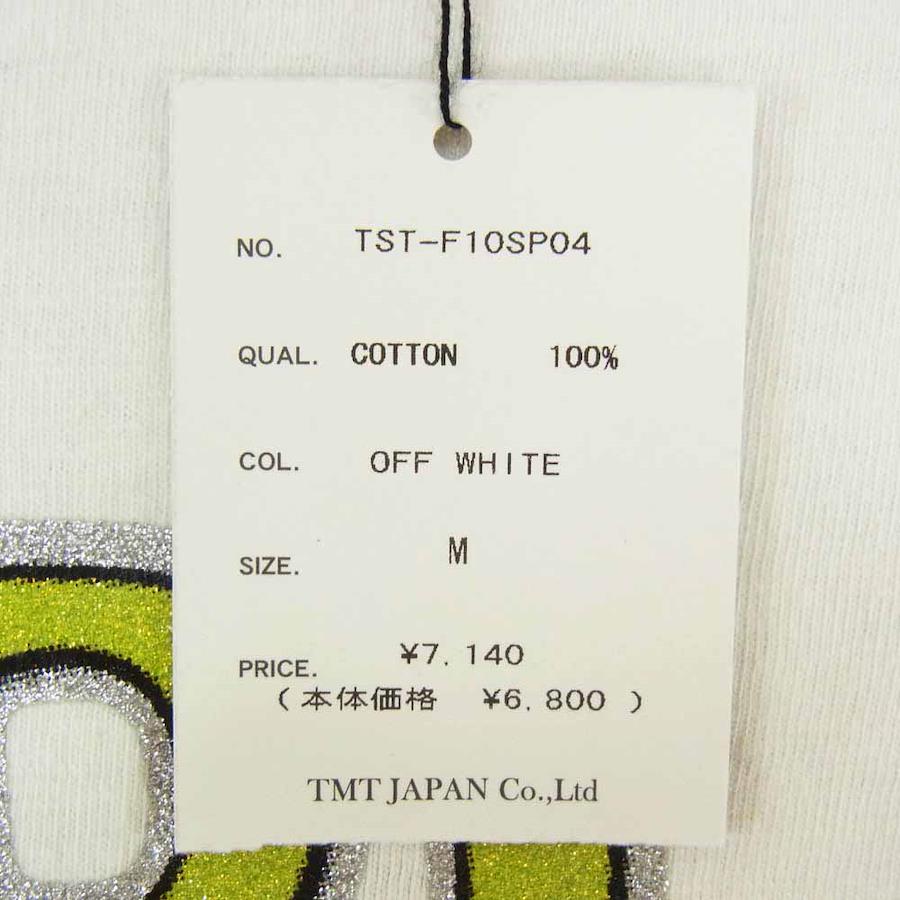 NO. TST-F10SP04
QUAL. COTTON 100%
COL. OFF WHITE
SIZE. M
PRICE. ¥7,140
(本体価格 ¥6,800)
TMT JAPAN Co.,Ltd